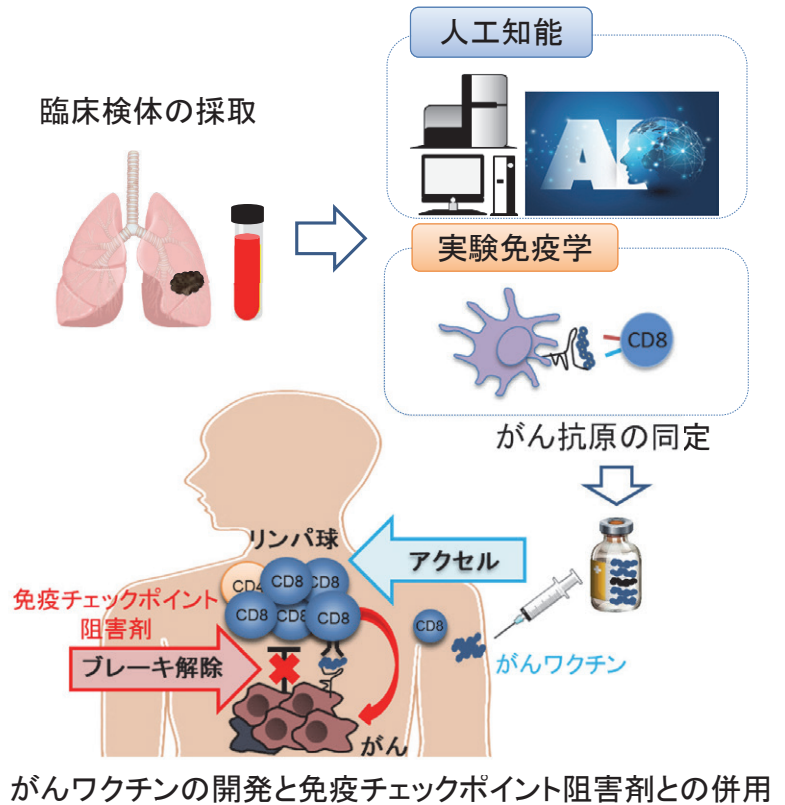 人工知能
臨床検体の採取
AI
実験免疫学
CD8
がん抗原の同定
リンパ球
アクセル
CD4
CD8
CD8
CD8
CD8
CD8
免疫チェックポイント
阻害剤
CD8
ブレーキ解除
がんワクチン
がん
がんワクチンの開発と免疫チェックポイント阻害剤との併用